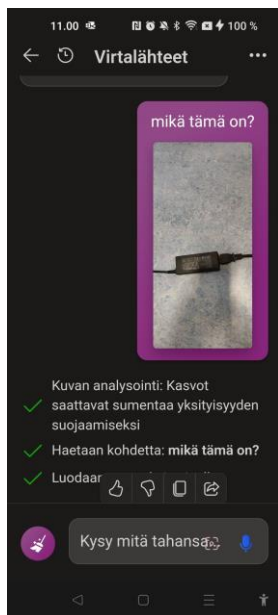 11.00
100 %
Virtalähteet
mikä tämä on?
Kuvan analysointi: Kasvot
saattavat sumentaa yksityisyyden
suojaamiseksi
Haetaan kohdetta: mikä tämä on?
Luodaan
Kysy mitä tahansa